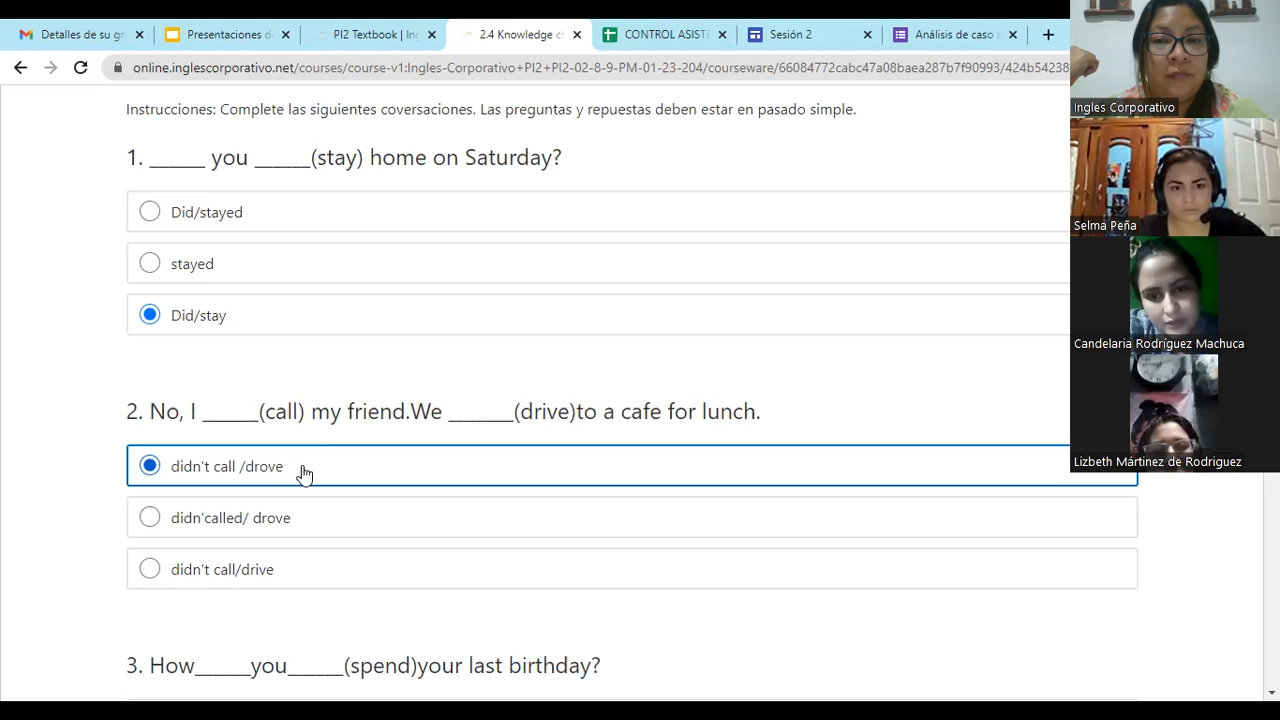 Detalles de su gr
Presentaciones d
PI2 Textbook | Ing
2.4 Knowledge c
CONTROL ASIST
Sesión 2
Análisis de caso
online.inglescorporativo.net/courses/course-v1:Ingles-Corporativo+PI2+PI2-02-8-9-PM-01-23-204/courseware/66084772cabc47a08baea287b7f90993/424b54238
Instrucciones: Complete las siguientes coversaciones. Las preguntas y repuestas deben estar en pasado simple.
1. ______ you ______(stay) home on Saturday?
Did/stayed
stayed
Did/stay
2. No, I ______(call) my friend.We _______(drive)to a cafe for lunch.
didn't call /drove
didn'called/ drove
didn't call/drive
3. How______you______(spend)your last birthday?
Ingles Corporativo
Selma Peña
Candelaria Rodríguez Machuca
Lizbeth Mártinez de Rodriguez